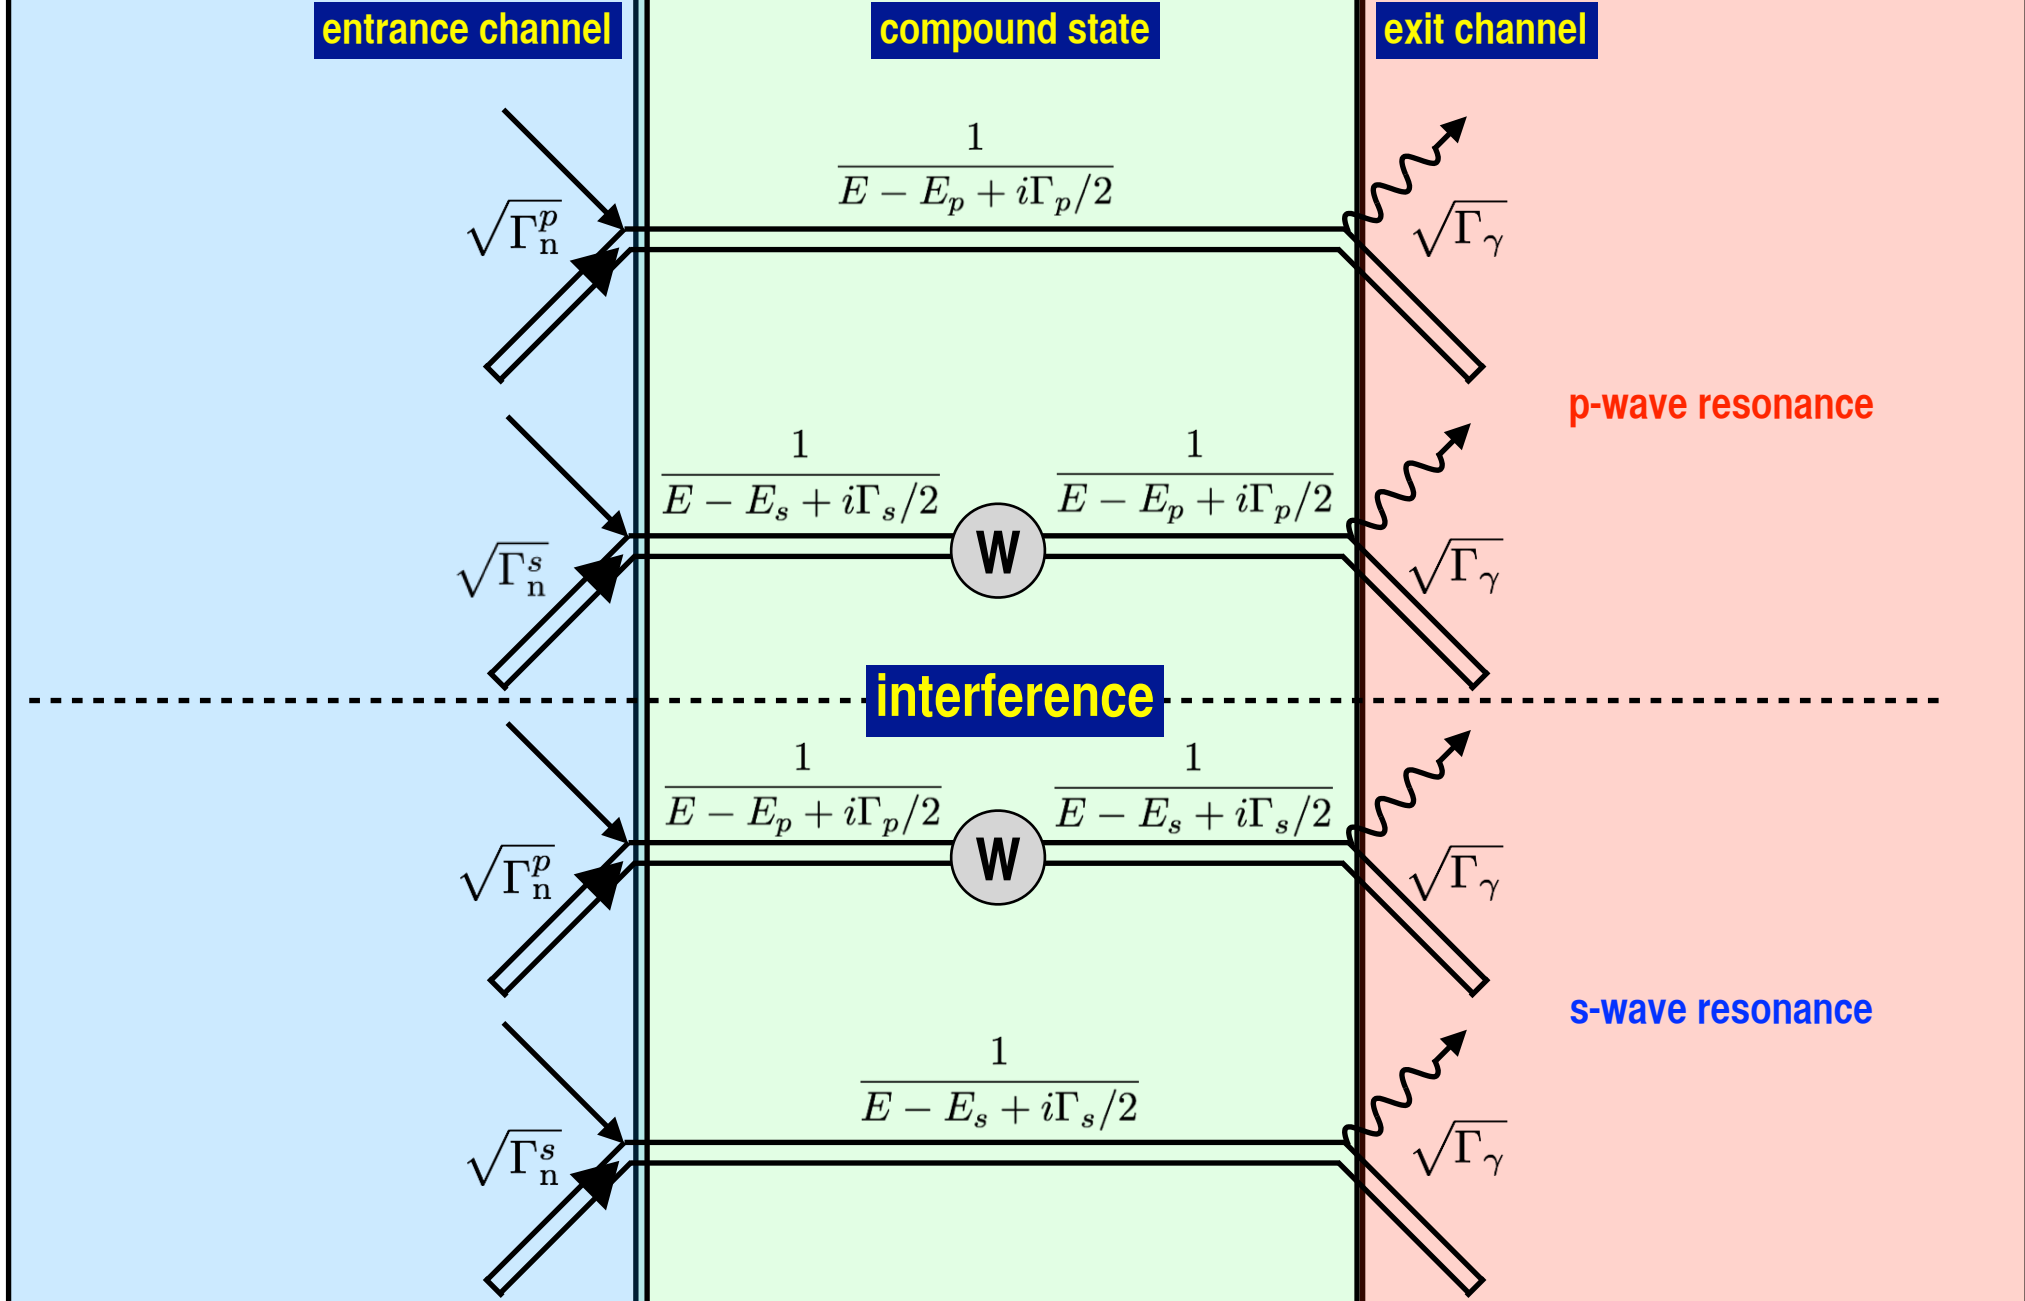 entrance channel compound state exit channel
1
E − E_p + iΓ_p/2
√Γ_n^p √Γ_γ
p-wave resonance
1 1
E − E_s + iΓ_s/2 E − E_p + iΓ_p/2
W
√Γ_n^s √Γ_γ
interference
1 1
E − E_p + iΓ_p/2 E − E_s + iΓ_s/2
W
√Γ_n^p √Γ_γ
s-wave resonance
1
E − E_s + iΓ_s/2
√Γ_n^s √Γ_γ